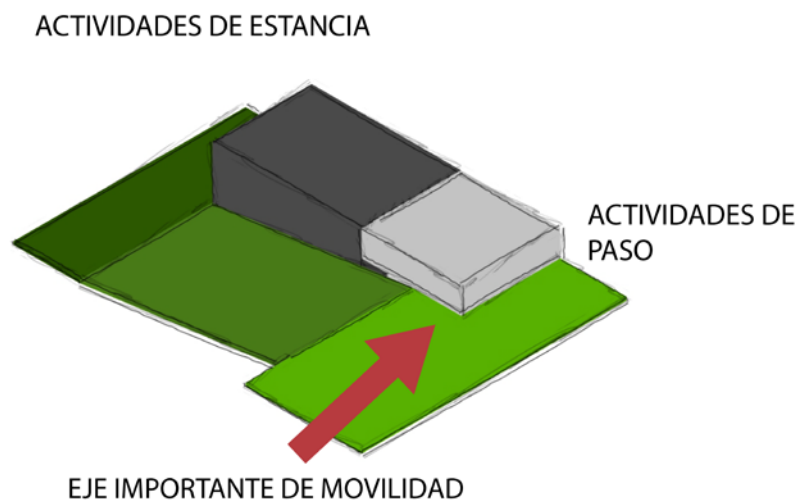 ACTIVIDADES DE ESTANCIA
ACTIVIDADES DE
PASO
EJE IMPORTANTE DE MOVILIDAD